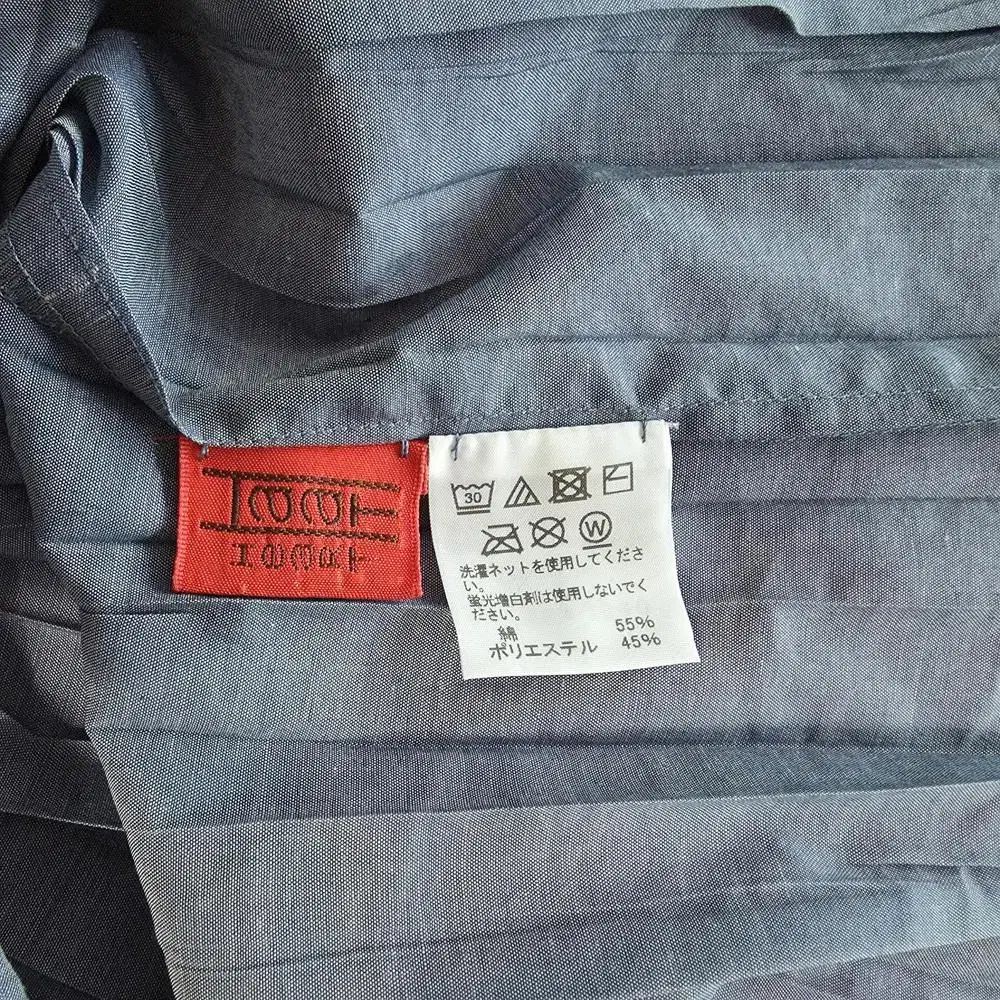 30
W
洗濯ネットを使用してくださ
い。
蛍光増白剤は使用しないでく
ださい。
綿 55%
ポリエステル 45%